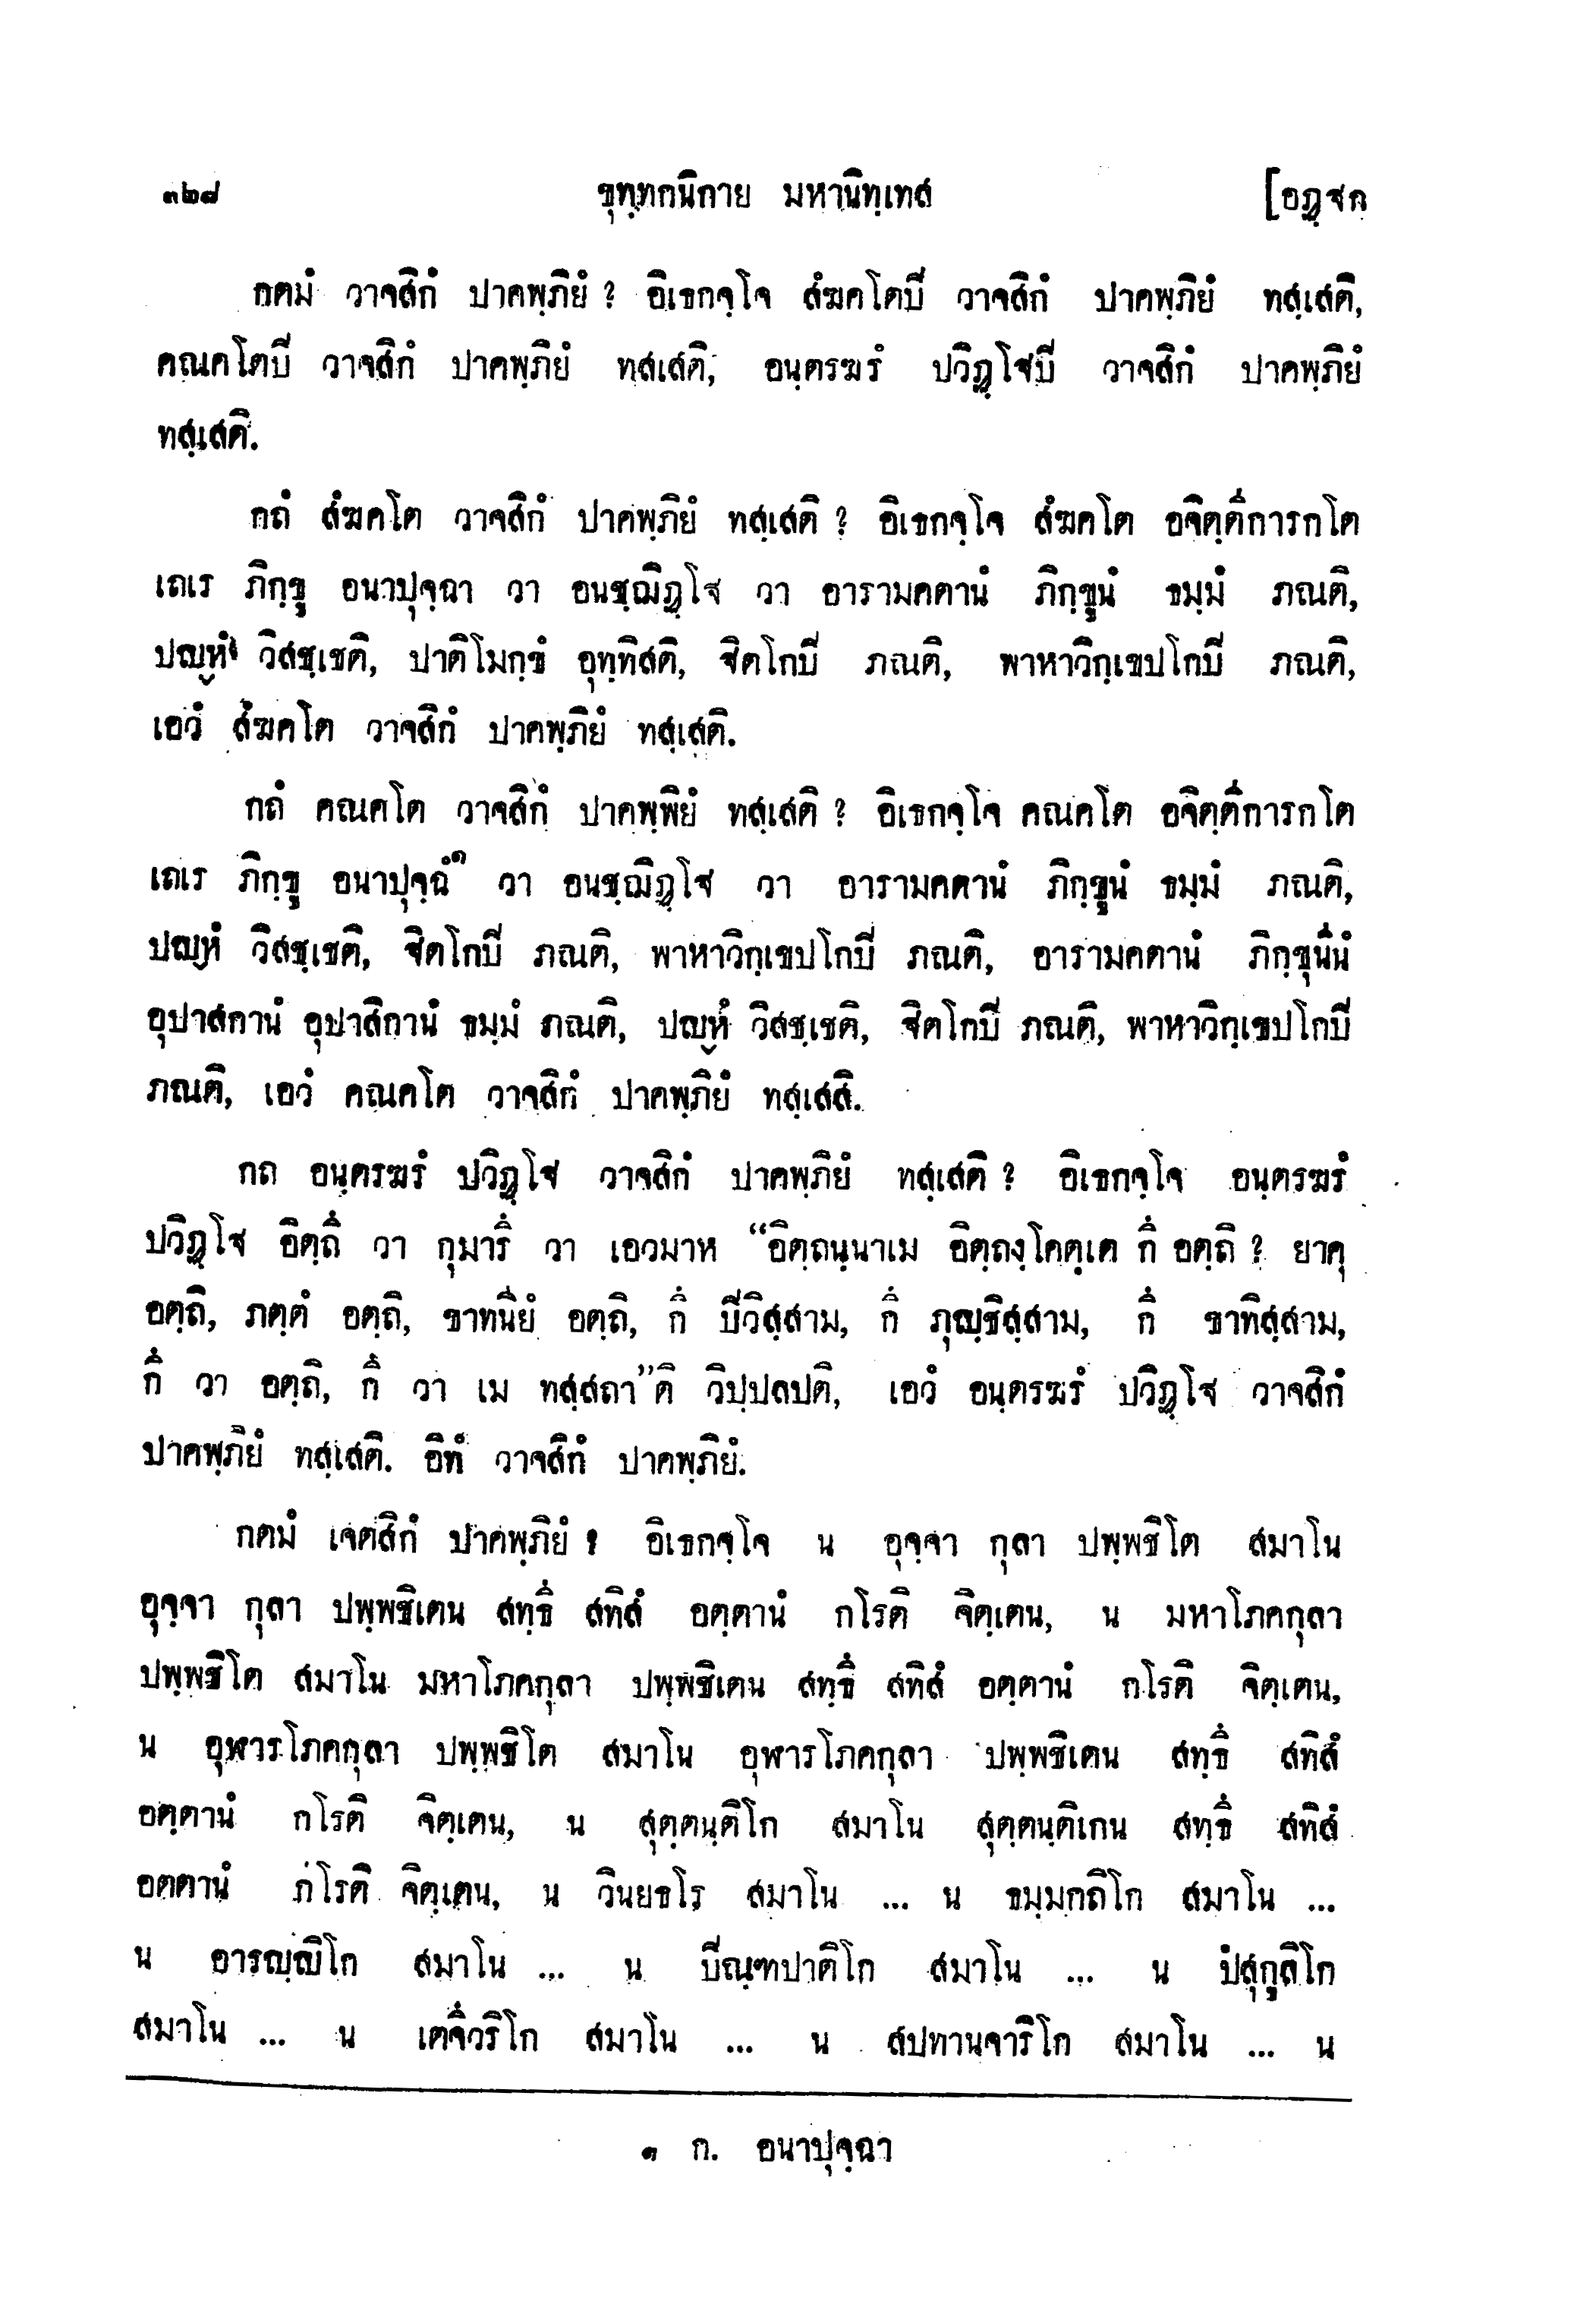 ๓๒๘ ขุทฺทกนิกาย มหานิทฺเทส [อฏฺฐก
กตมํ วาจสิกํ ปาคพฺภิยํ ? อิเธกจฺโจ สํฆคโตปิ วาจสิกํ ปาคพฺภิยํ ทสฺเสติ,
คณคโตปิ วาจสิกํ ปาคพฺภิยํ ทสฺเสติ, อนฺตรฆรํ ปวิฏฺโฐปิ วาจสิกํ ปาคพฺภิยํ
ทสฺเสติ.
กถํ สํฆคโต วาจสิกํ ปาคพฺภิยํ ทสฺเสติ ? อิเธกจฺโจ สํฆคโต อจิตฺตีการกโต
เถเร ภิกฺขู อนาปุจฺฉา วา อนชฺฌิฏฺโฐ วา อารามคตานํ ภิกฺขูนํ ธมฺมํ ภณติ,
ปญฺหํ วิสชฺเชติ, ปาติโมกฺขํ อุทฺทิสติ, ฐิตโกปิ ภณติ, พาหาวิกฺเขปโกปิ ภณติ,
เอวํ สํฆคโต วาจสิกํ ปาคพฺภิยํ ทสฺเสติ.
กถํ คณคโต วาจสิกํ ปาคพฺพิยํ ทสฺเสติ ? อิเธกจฺโจ คณคโต อจิตฺตีการกโต
เถเร ภิกฺขู อนาปุจฺฉํ๑ วา อนชฺฌิฏฺโฐ วา อารามคตานํ ภิกฺขูนํ ธมฺมํ ภณติ,
ปญฺหํ วิสชฺเชติ, ฐิตโกปิ ภณติ, พาหาวิกฺเขปโกปิ ภณติ, อารามคตานํ ภิกฺขุนีนํ
อุปาสกานํ อุปาสิกานํ ธมฺมํ ภณติ, ปญฺหํ วิสชฺเชติ, ฐิตโกปิ ภณติ, พาหาวิกฺเขปโกปิ
ภณติ, เอวํ คณคโต วาจสิกํ ปาคพฺภิยํ ทสฺเสสิ.
กถ อนฺตรฆรํ ปวิฏฺโฐ วาจสิกํ ปาคพฺภิยํ ทสฺเสติ ? อิเธกจฺโจ อนฺตรฆรํ
ปวิฏฺโฐ อิตฺถึ วา กุมารึ วา เอวมาห “อิตฺถนฺนาเม อิตฺถงฺโคตฺเต กึ อตฺถิ ? ยาคุ
อตฺถิ, ภตฺตํ อตฺถิ, ขาทนียํ อตฺถิ, กึ ปิวิสฺสาม, กึ ภุญฺชิสฺสาม, กึ ขาทิสฺสาม,
กึ วา อตฺถิ, กึ วา เม ทสฺสถา”ติ วิปฺปลปติ, เอวํ อนฺตรฆรํ ปวิฏฺโฐ วาจสิกํ
ปาคพฺภิยํ ทสฺเสติ. อิทํ วาจสิกํ ปาคพฺภิยํ.
กตมํ เจตสิกํ ปาคพฺภิยํ ? อิเธกจฺโจ น อุจฺจา กุลา ปพฺพชิโต สมาโน
อุจฺจา กุลา ปพฺพชิเตน สทฺธึ สทิสํ อตฺตานํ กโรติ จิตฺเตน, น มหาโภคกุลา
ปพฺพชิโต สมาโน มหาโภคกุลา ปพฺพชิเตน สทฺธึ สทิสํ อตฺตานํ กโรติ จิตฺเตน,
น อุฬารโภคกุลา ปพฺพชิโต สมาโน อุฬารโภคกุลา ปพฺพชิเตน สทฺธึ สทิสํ
อตฺตานํ กโรติ จิตฺเตน, น สุตฺตนฺติโก สมาโน สุตฺตนฺติเกน สทฺธึ สทิสํ
อตตานํ กโรติ จิตฺเตน, น วินยธโร สมาโน ... น ธมฺมกถิโก สมาโน ...
น อารญฺญิโก สมาโน ... น ปิณฺฑปาติโก สมาโน ... น ปํสุกูลิโก
สมาโน ... น เตจีวริโก สมาโน ... น สปทานจาริโก สมาโน ... น
๑ ก. อนาปุจฺฉา